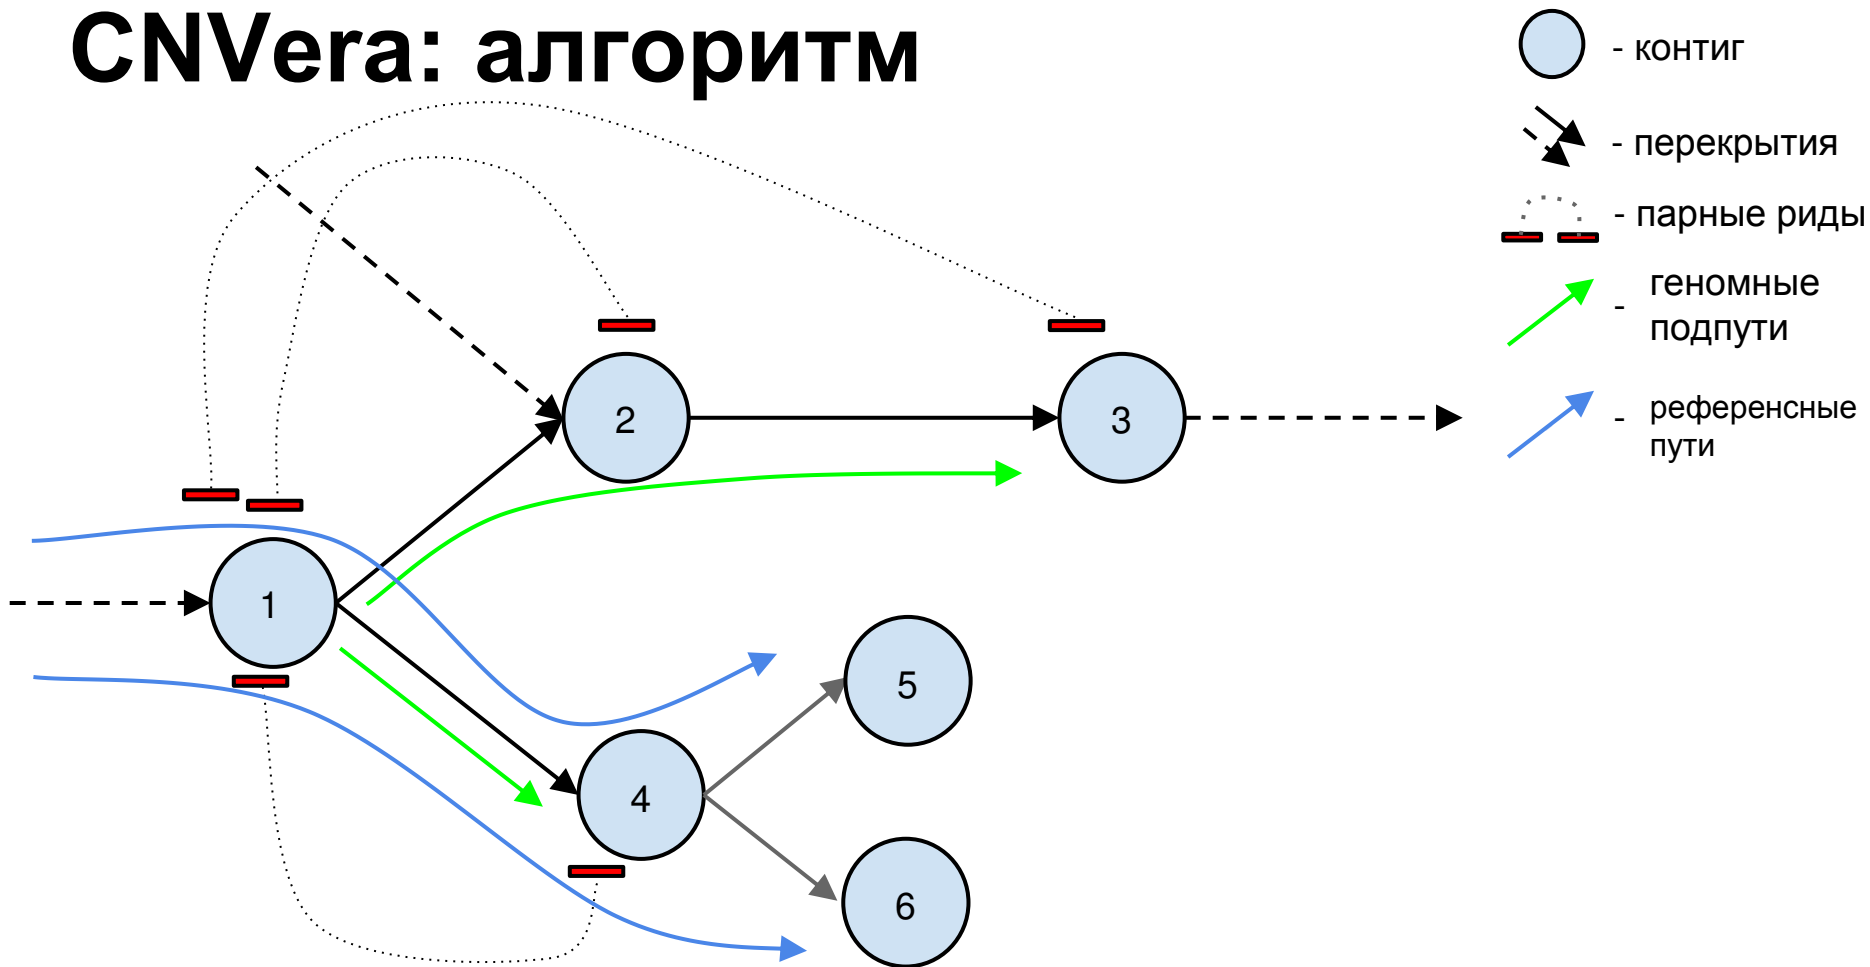 CNVera: алгоритм
- контиг
- перекрытия
- парные риды
- геномные
подпути
- референсные
пути
2
3
1
5
4
6